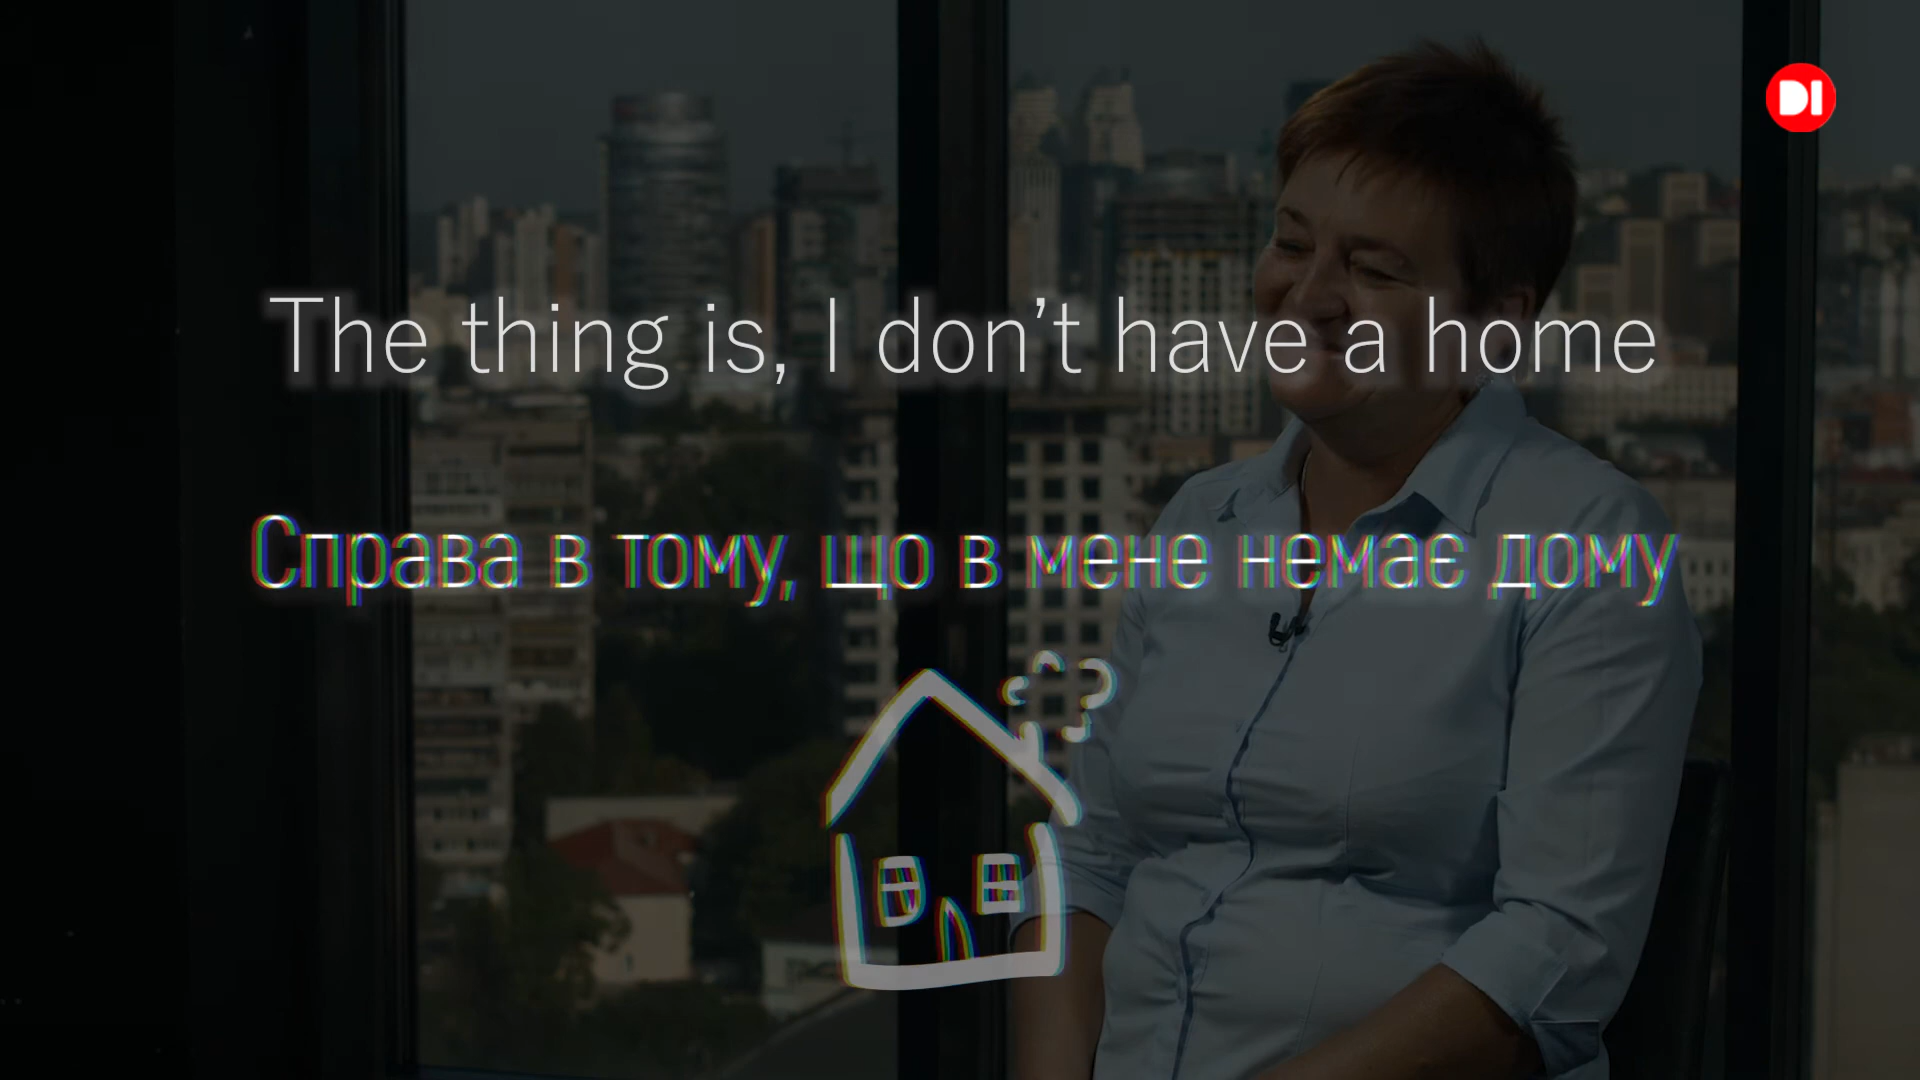 DI
The thing is, I don’t have a home
Справа в тому, що в мене немає дому